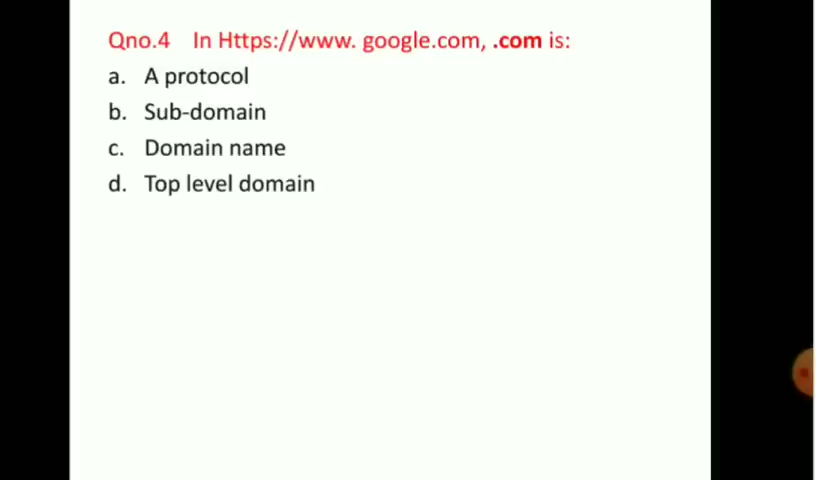 Qno.4 In Https://www. google.com, .com is:
a. A protocol
b. Sub-domain
c. Domain name
d. Top level domain